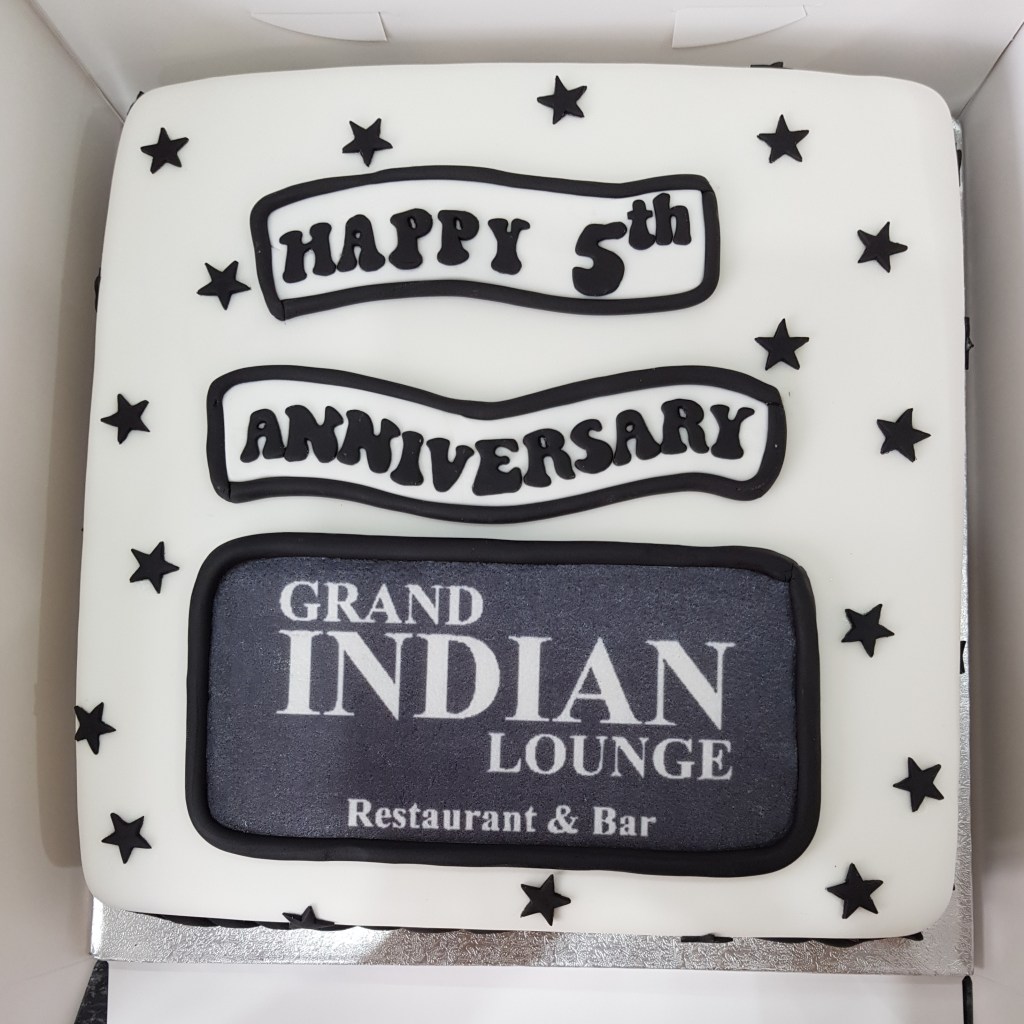 HAPPY 5th
ANNIVERSARY
GRAND
INDIAN
LOUNGE
Restaurant & Bar